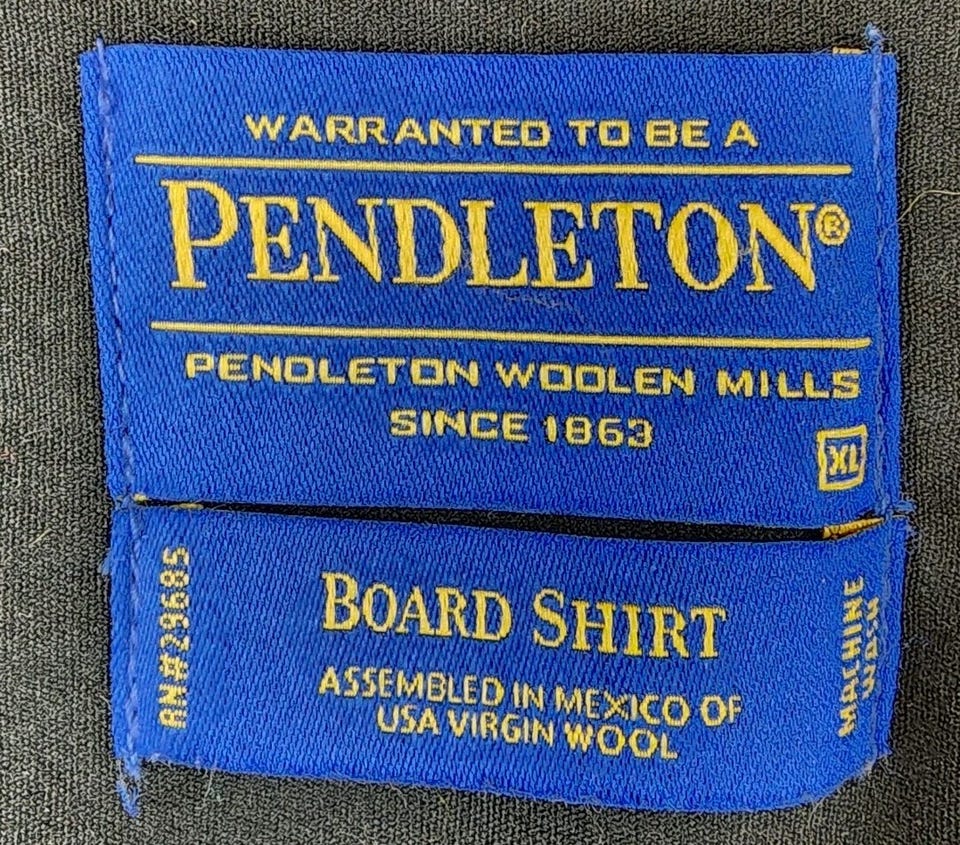 WARRANTED TO BE A
PENDLETON®
PENDLETON WOOLEN MILLS
SINCE 1863
XL
RN#29685
BOARD SHIRT
ASSEMBLED IN MEXICO OF
USA VIRGIN WOOL
MACHINE
WASH